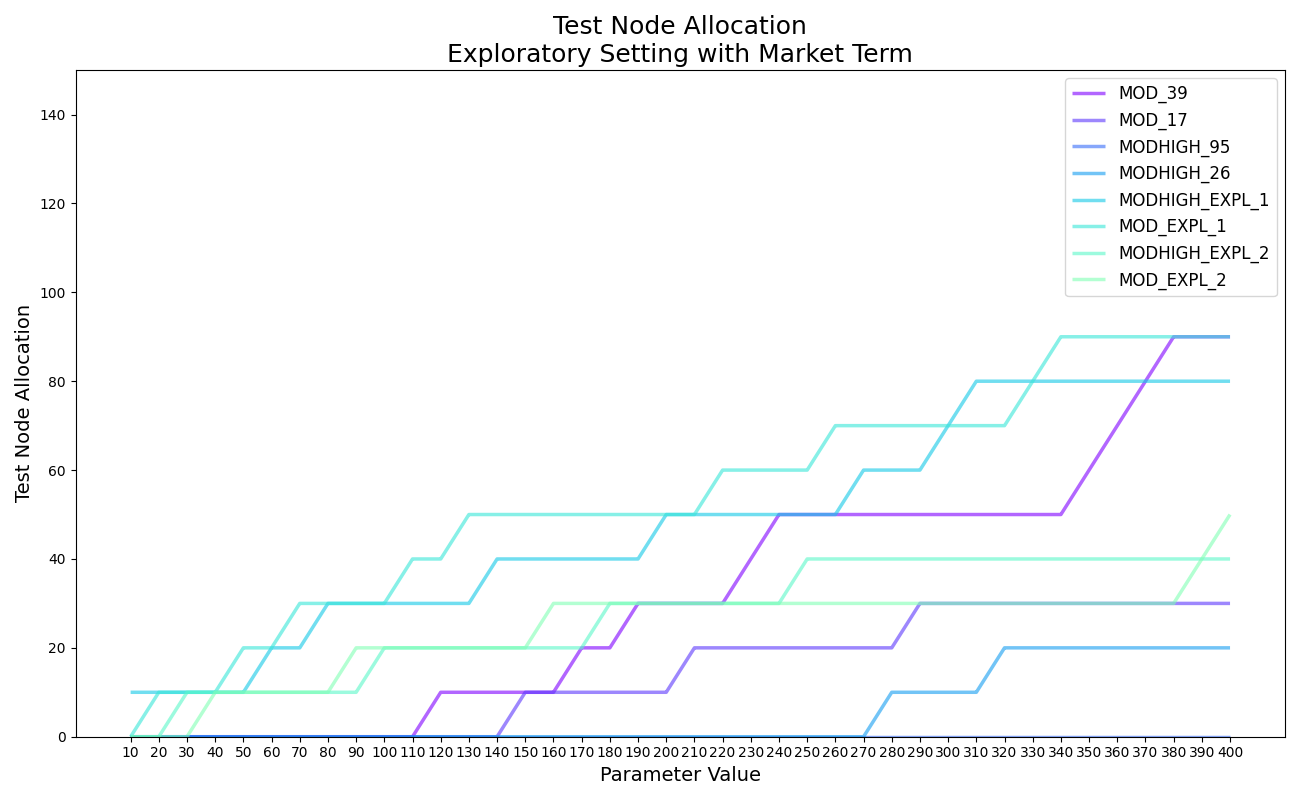 Test Node Allocation
Exploratory Setting with Market Term
MOD_39
MOD_17
MODHIGH_95
MODHIGH_26
MODHIGH_EXPL_1
MOD_EXPL_1
MODHIGH_EXPL_2
MOD_EXPL_2
Test Node Allocation
140
120
100
80
60
40
20
0
10 20 30 40 50 60 70 80 90 100 110 120 130 140 150 160 170 180 190 200 210 220 230 240 250 260 270 280 290 300 310 320 330 340 350 360 370 380 390 400
Parameter Value